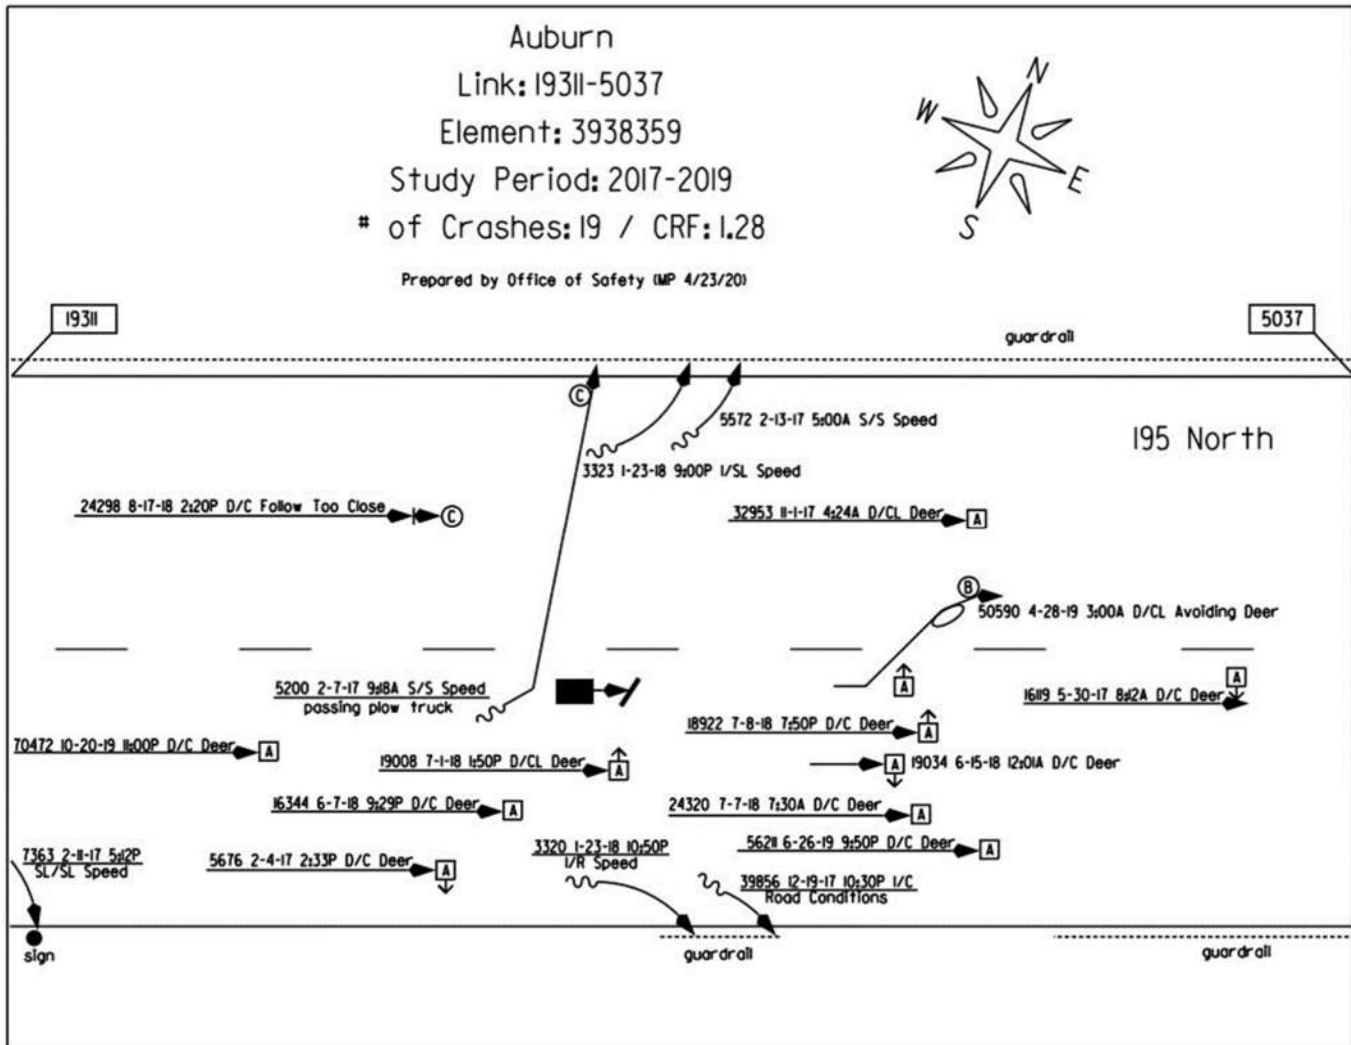 Auburn
Link: 19311-5037
Element: 3938359
Study Period: 2017-2019
# of Crashes: 19 / CRF: 1.28
Prepared by Office of Safety (MP 4/23/20)
N
W
E
S
19311
5037
guardrail
C
5572 2-13-17 5:00A S/S Speed
I95 North
3323 1-23-18 9:00P I/SL Speed
24298 8-17-18 2:20P D/C Follow Too Close
C
32953 11-1-17 4:24A D/CL Deer
A
B
50590 4-28-19 3:00A D/CL Avoiding Deer
A
5200 2-7-17 9:18A S/S Speed
passing plow truck
A
16119 5-30-17 8:12A D/C Deer
18922 7-8-18 7:50P D/C Deer
A
70472 10-20-19 11:00P D/C Deer
A
19008 7-1-18 1:50P D/CL Deer
A
A
19034 6-15-18 12:01A D/C Deer
16344 6-7-18 9:29P D/C Deer
A
24320 7-7-18 7:30A D/C Deer
A
7363 2-11-17 5:12P
SL/SL Speed
5676 2-4-17 2:33P D/C Deer
A
3320 1-23-18 10:50P
I/R Speed
56211 6-26-19 9:50P D/C Deer
A
39856 12-19-17 10:30P I/C
Road Conditions
sign
guardrail
guardrail